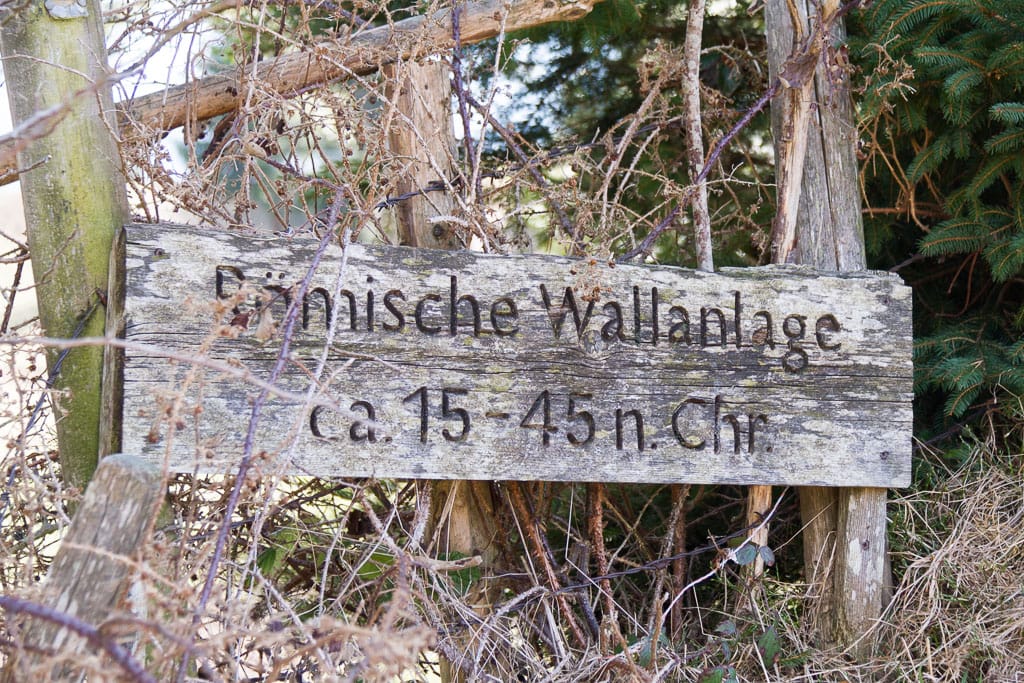 Römische Wallanlage
ca. 15-45 n. Chr.